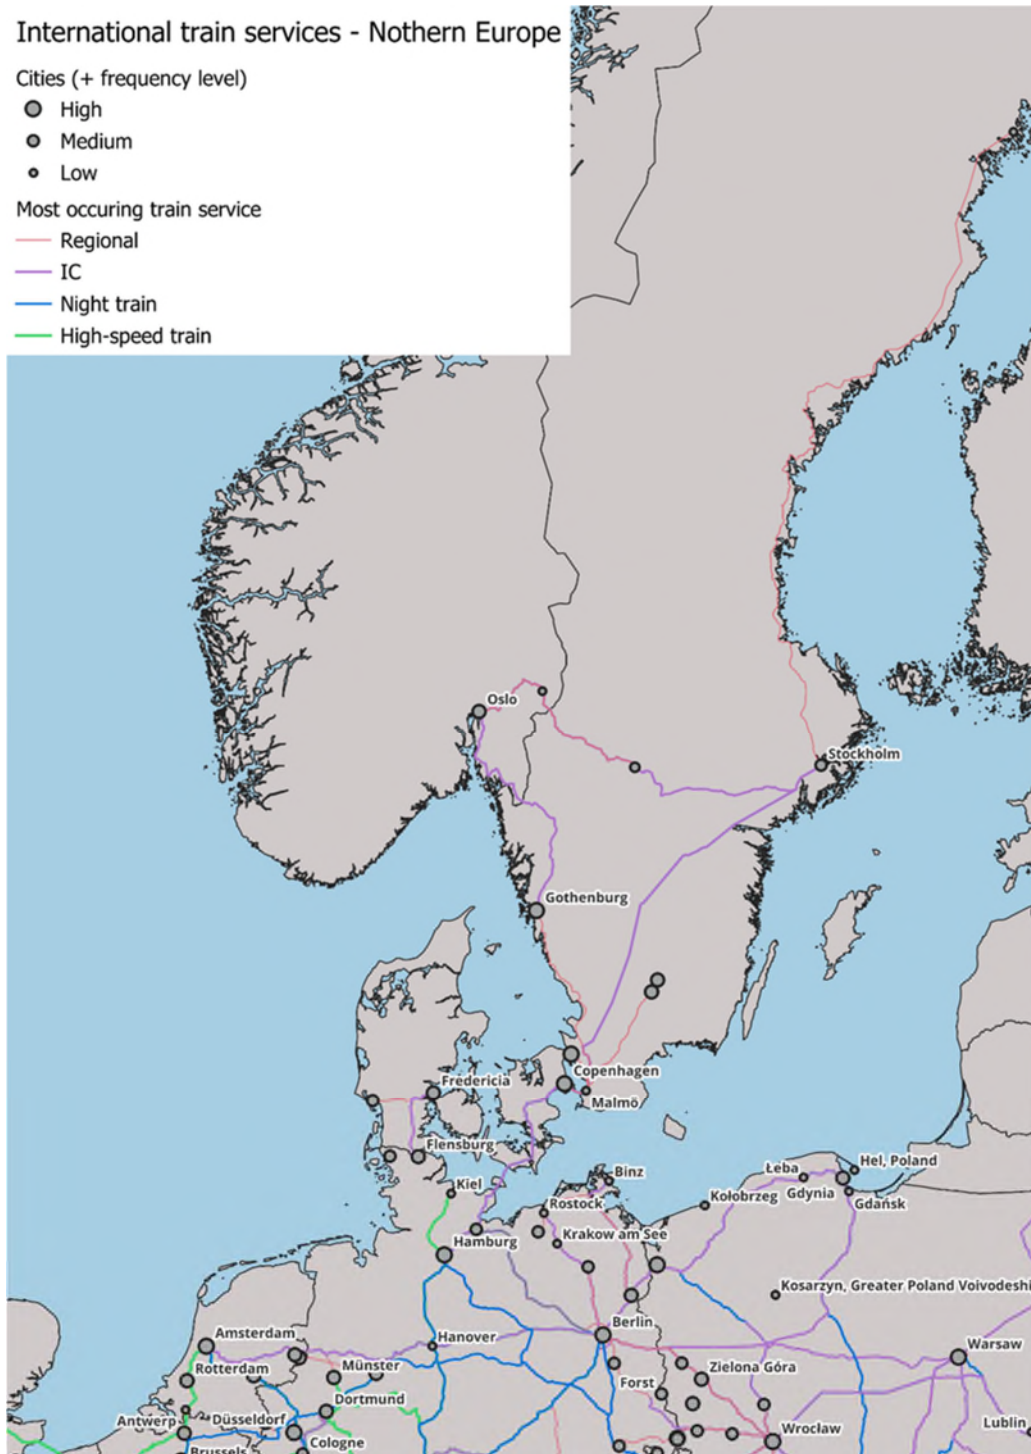 International train services - Nothern Europe
Cities (+ frequency level)
High
Medium
Low
Most occuring train service
Regional
IC
Night train
High-speed train
Oslo
Stockholm
Gothenburg
Copenhagen
Malmö
Fredericia
Flensburg
Kiel
Binz
Rostock
Krakow am See
Hamburg
Łeba
Hel, Poland
Gdynia
Gdańsk
Kołobrzeg
Kosarzyn, Greater Poland Voivodeshi
Berlin
Hanover
Amsterdam
Rotterdam
Münster
Dortmund
Antwerp
Düsseldorf
Brussels
Cologne
Forst
Zielona Góra
Wrocław
Warsaw
Lublin